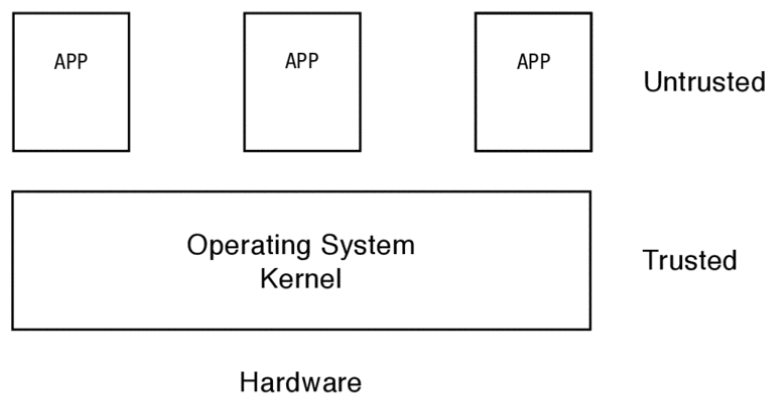 APP
APP
APP
Untrusted
Operating System
Kernel
Trusted
Hardware